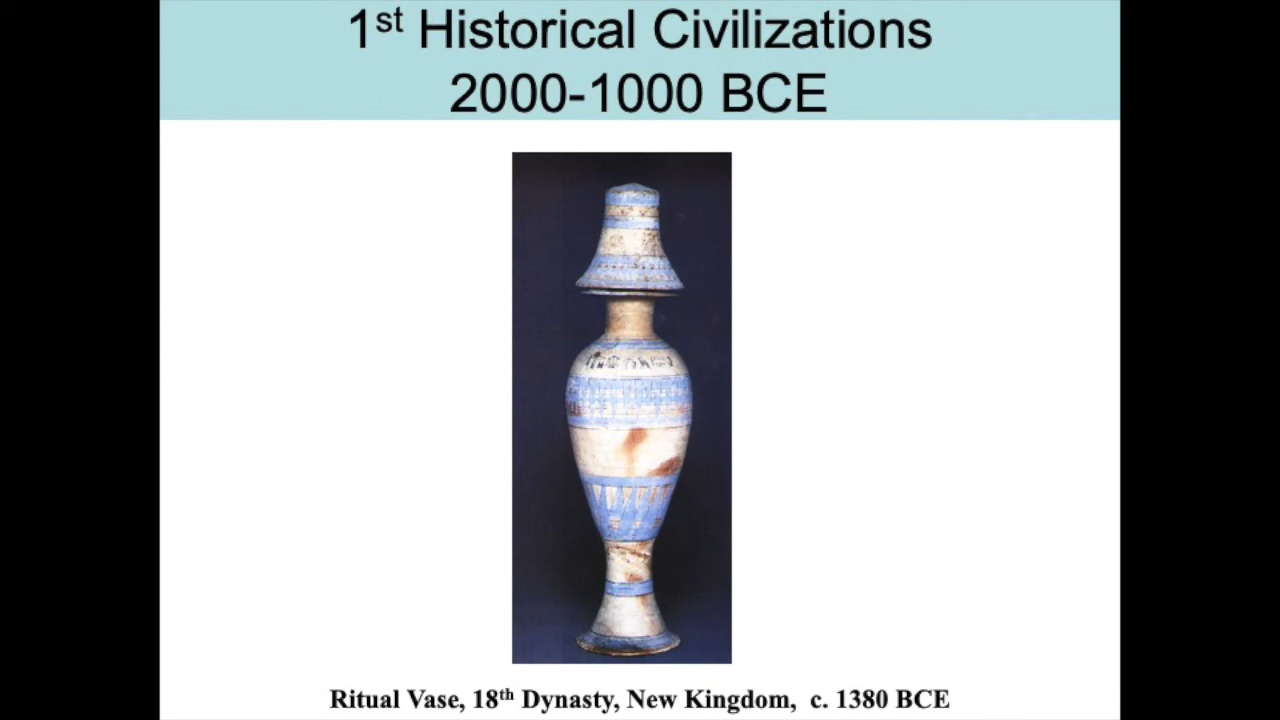 1st Historical Civilizations
2000-1000 BCE
Ritual Vase, 18th Dynasty, New Kingdom, c. 1380 BCE